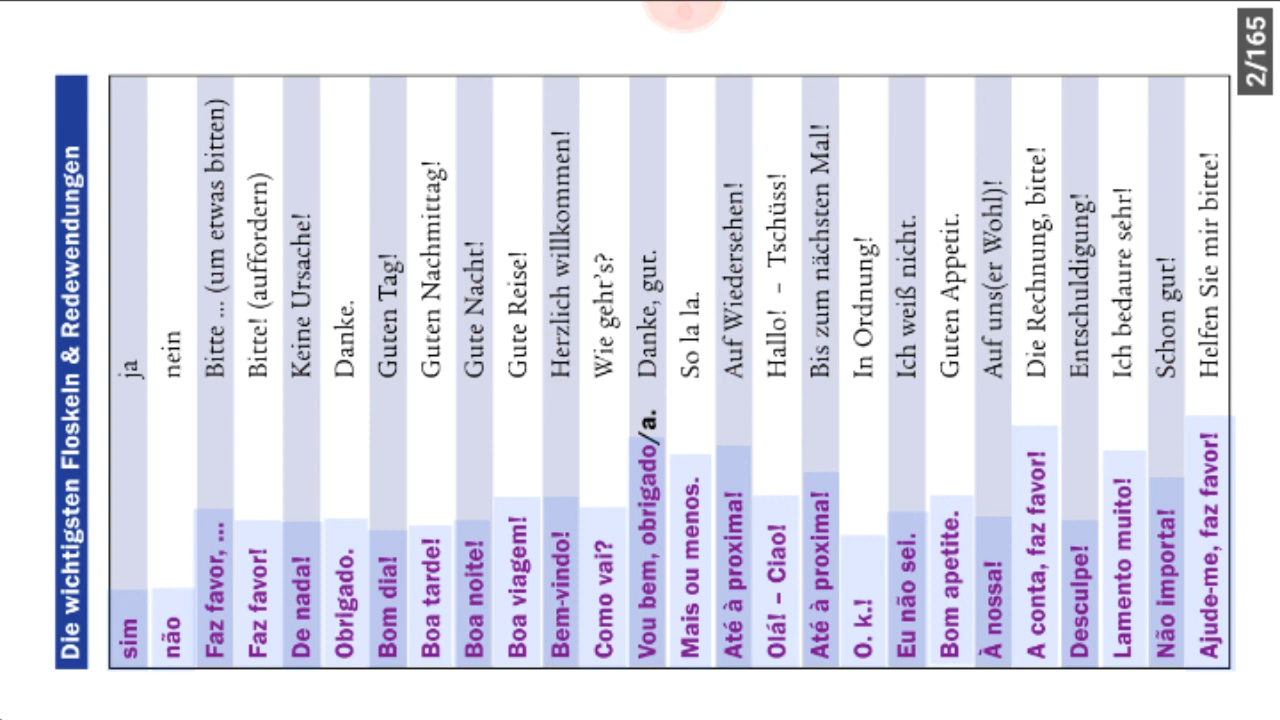 2/165
Die wichtigsten Floskeln & Redewendungen
sim ja
não nein
Faz favor, ... Bitte ... (um etwas bitten)
Faz favor! Bitte! (auffordern)
De nada! Keine Ursache!
Obrigado. Danke.
Bom dia! Guten Tag!
Boa tarde! Guten Nachmittag!
Boa noite! Gute Nacht!
Boa viagem! Gute Reise!
Bem-vindo! Herzlich willkommen!
Como vai? Wie geht's?
Vou bem, obrigado/a. Danke, gut.
Mais ou menos. So la la.
Até à proxima! Auf Wiedersehen!
Olá! – Ciao! Hallo! – Tschüss!
Até à proxima! Bis zum nächsten Mal!
O. k.! In Ordnung!
Eu não sei. Ich weiß nicht.
Bom apetite. Guten Appetit.
À nossa! Auf uns(er Wohl)!
A conta, faz favor! Die Rechnung, bitte!
Desculpe! Entschuldigung!
Lamento muito! Ich bedaure sehr!
Não importa! Schon gut!
Ajude-me, faz favor! Helfen Sie mir bitte!